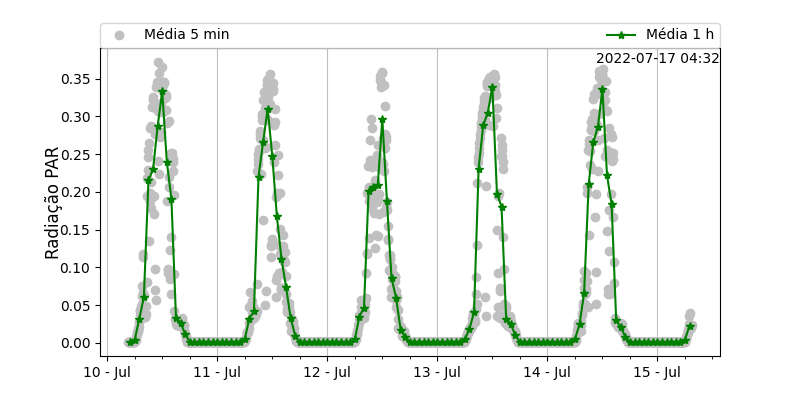 Média 5 min
Média 1 h
2022-07-17 04:32
Radiação PAR
0.35
0.30
0.25
0.20
0.15
0.10
0.05
0.00
10 - Jul
11 - Jul
12 - Jul
13 - Jul
14 - Jul
15 - Jul